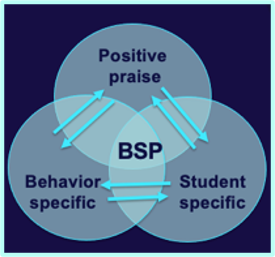 Positive
praise
BSP
Behavior
specific
Student
specific